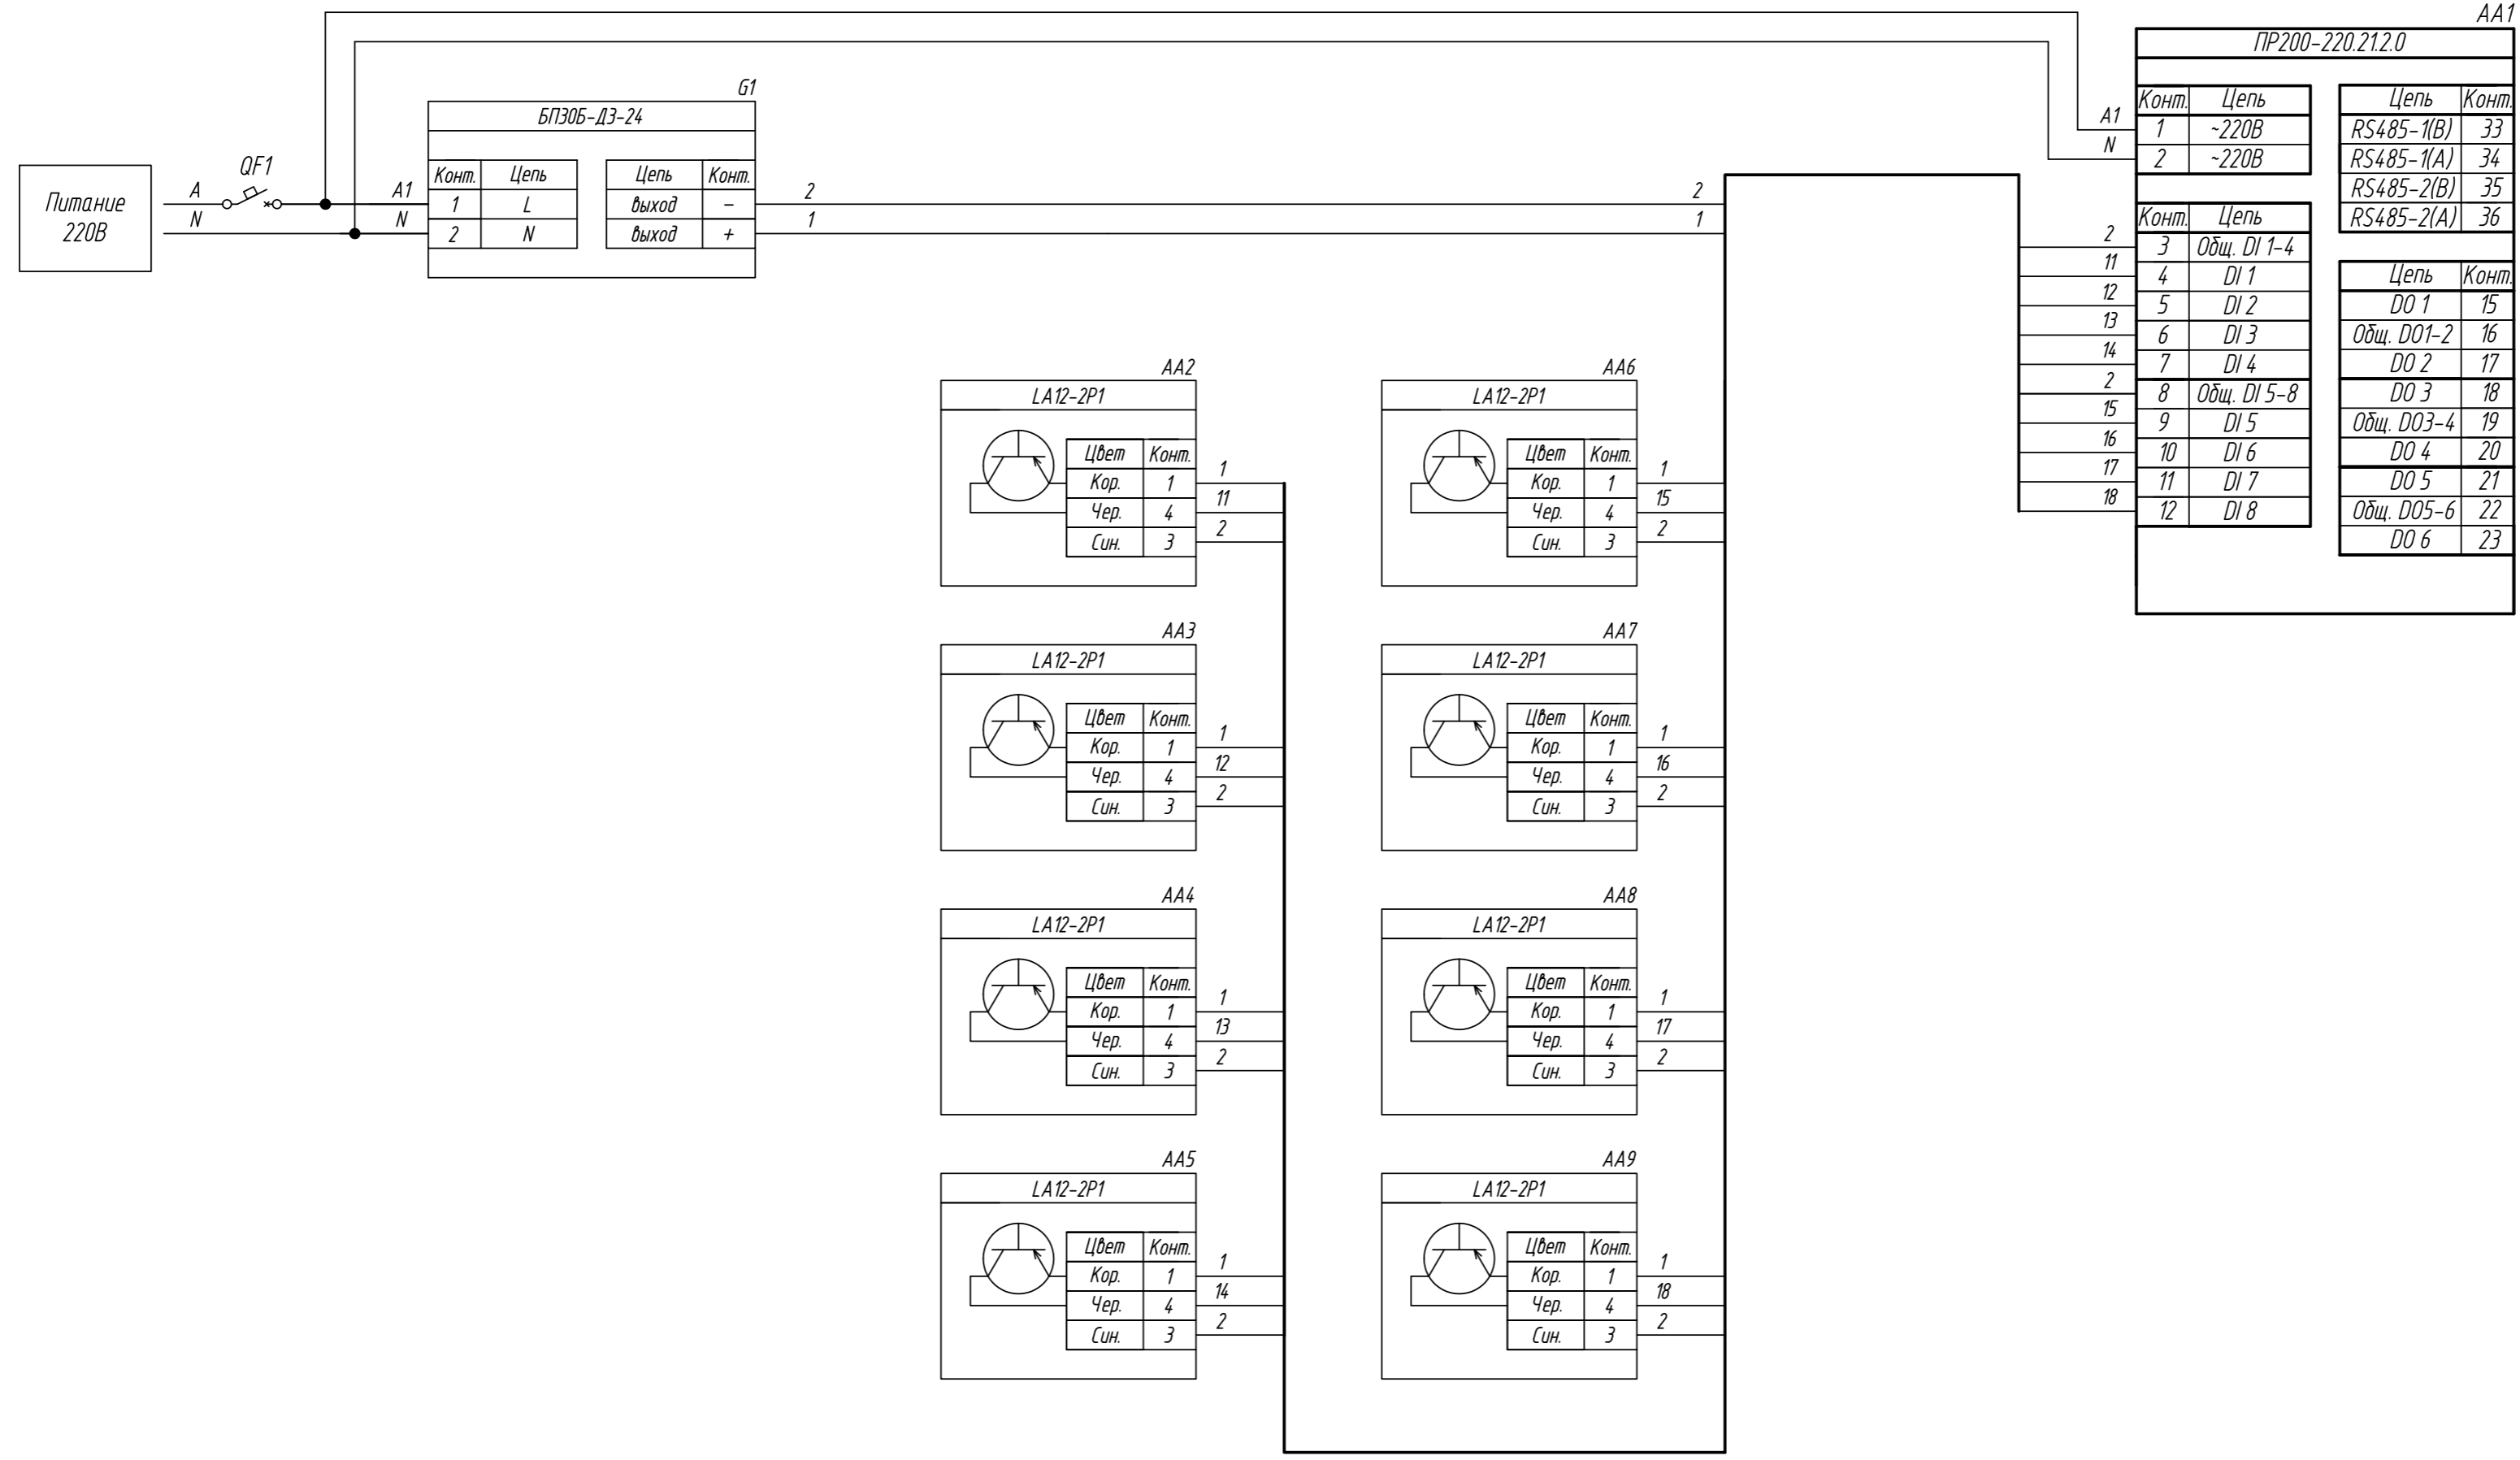 Питание
220В
A
N
QF1
A1
N
G1
БП30Б-Д3-24
Конт. Цепь
1 L
2 N
Цепь Конт.
выход -
выход +
2
1
2
1
AA2
LA12-2P1
Цвет Конт.
Кор. 1
Чер. 4
Син. 3
1
11
2
AA3
LA12-2P1
Цвет Конт.
Кор. 1
Чер. 4
Син. 3
1
12
2
AA4
LA12-2P1
Цвет Конт.
Кор. 1
Чер. 4
Син. 3
1
13
2
AA5
LA12-2P1
Цвет Конт.
Кор. 1
Чер. 4
Син. 3
1
14
2
AA6
LA12-2P1
Цвет Конт.
Кор. 1
Чер. 4
Син. 3
1
15
2
AA7
LA12-2P1
Цвет Конт.
Кор. 1
Чер. 4
Син. 3
1
16
2
AA8
LA12-2P1
Цвет Конт.
Кор. 1
Чер. 4
Син. 3
1
17
2
AA9
LA12-2P1
Цвет Конт.
Кор. 1
Чер. 4
Син. 3
1
18
2
AA1
ПР200-220.21.2.0
A1
N
Конт. Цепь
1 ~220В
2 ~220В
2
11
12
13
14
2
15
16
17
18
Конт. Цепь
3 Общ. DI 1-4
4 DI 1
5 DI 2
6 DI 3
7 DI 4
8 Общ. DI 5-8
9 DI 5
10 DI 6
11 DI 7
12 DI 8
Цепь Конт.
RS485-1(B) 33
RS485-1(A) 34
RS485-2(B) 35
RS485-2(A) 36
Цепь Конт.
DO 1 15
Общ. DO1-2 16
DO 2 17
DO 3 18
Общ. DO3-4 19
DO 4 20
DO 5 21
Общ. DO5-6 22
DO 6 23